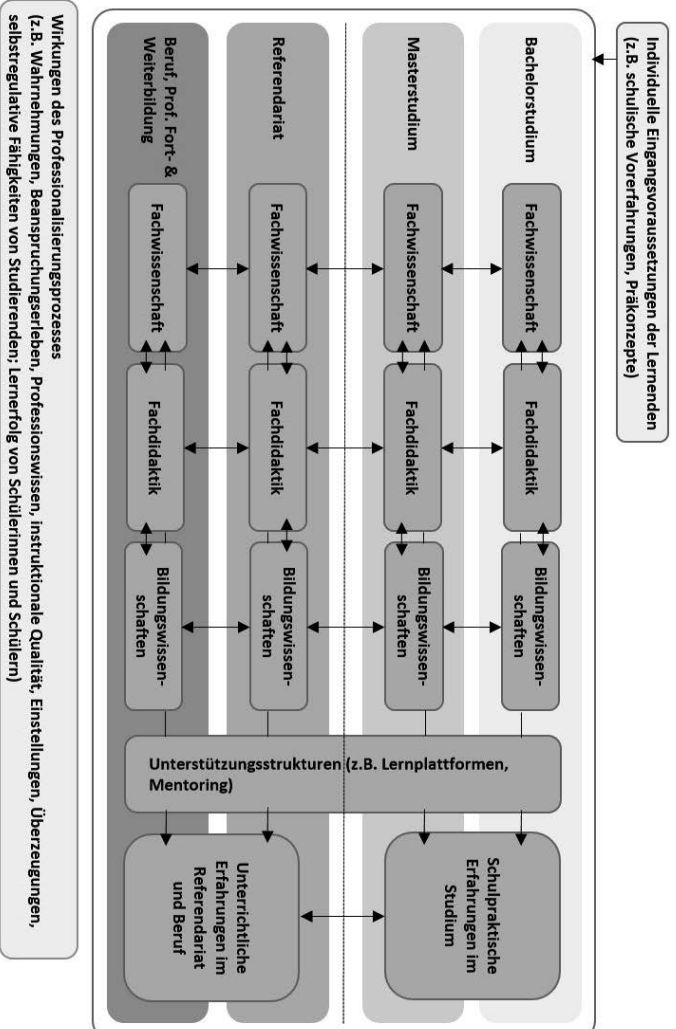 Individuelle Eingangsvoraussetzungen der Lernenden
(z.B. schulische Vorerfahrungen, Präkonzepte)
Bachelorstudium
Fachwissenschaft
Fachdidaktik
Bildungswissen-
schaften
Masterstudium
Fachwissenschaft
Fachdidaktik
Bildungswissen-
schaften
Schulpraktische
Erfahrungen im
Studium
Unterstützungsstrukturen (z.B. Lernplattformen,
Mentoring)
Referendariat
Fachwissenschaft
Fachdidaktik
Bildungswissen-
schaften
Beruf, Prof. Fort- &
Weiterbildung
Fachwissenschaft
Fachdidaktik
Bildungswissen-
schaften
Unterrichtliche
Erfahrungen im
Referendariat
und Beruf
Wirkungen des Professionalisierungsprozesses
(z.B. Wahrnehmungen, Beanspruchungserleben, Professionswissen, instruktionale Qualität, Einstellungen, Überzeugungen,
selbstregulative Fähigkeiten von Studierenden; Lernerfolg von Schülerinnen und Schülern)